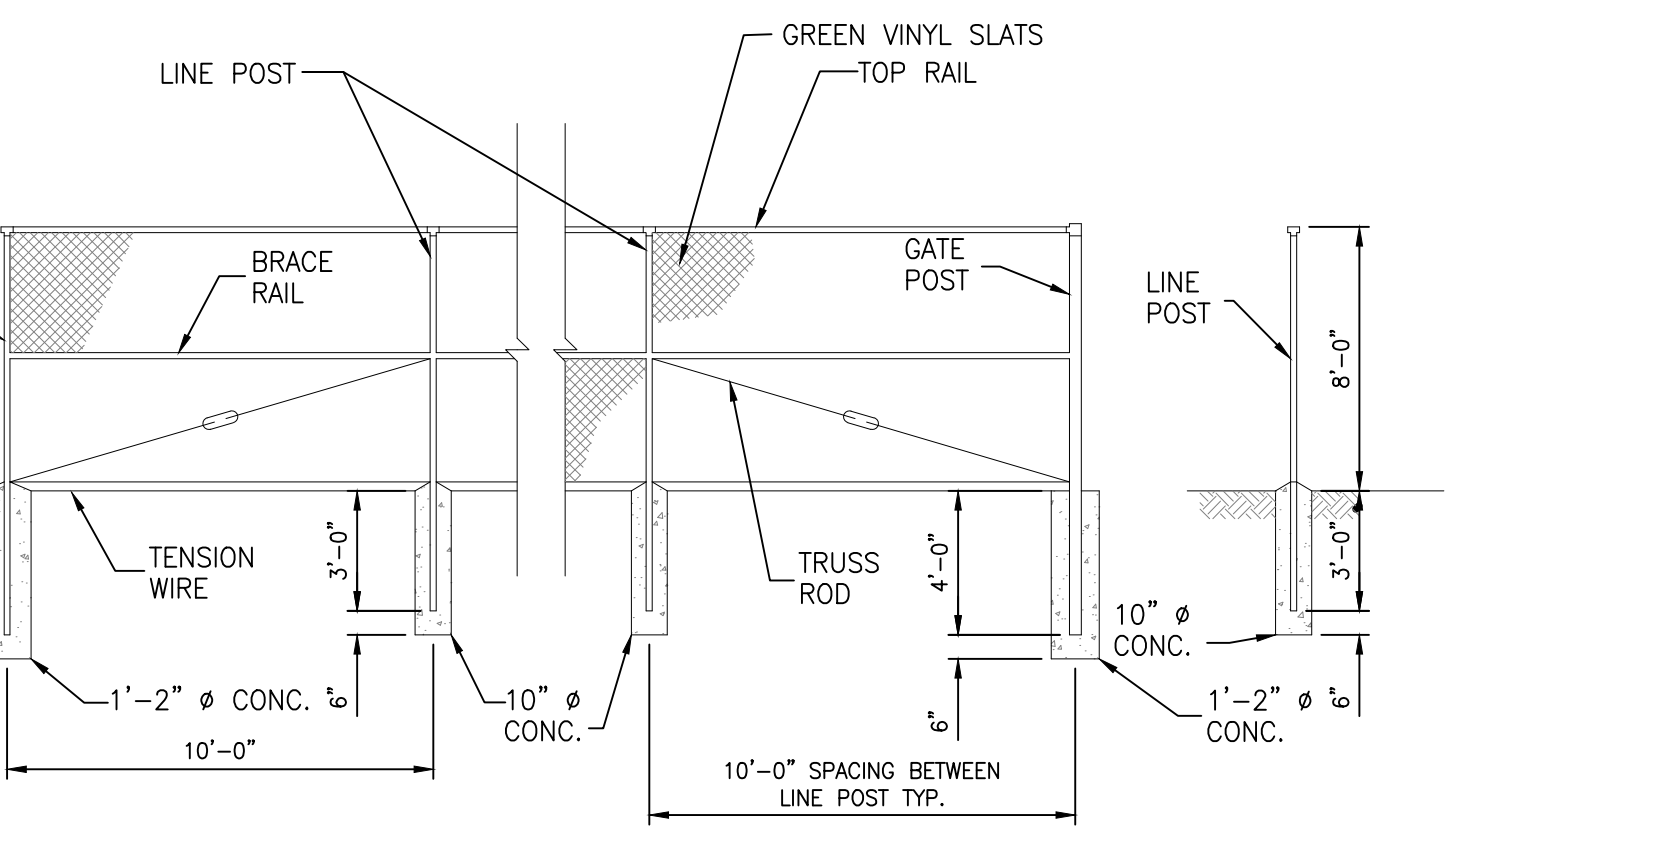 GREEN VINYL SLATS
LINE POST
TOP RAIL
BRACE
RAIL
GATE
POST
LINE
POST
8'-0"
TENSION
WIRE
3'-0"
TRUSS
ROD
4'-0"
3'-0"
10" ø
CONC.
1'-2" ø CONC.
6"
10" ø
CONC.
6"
1'-2" ø
CONC.
6"
10'-0"
10'-0" SPACING BETWEEN
LINE POST TYP.